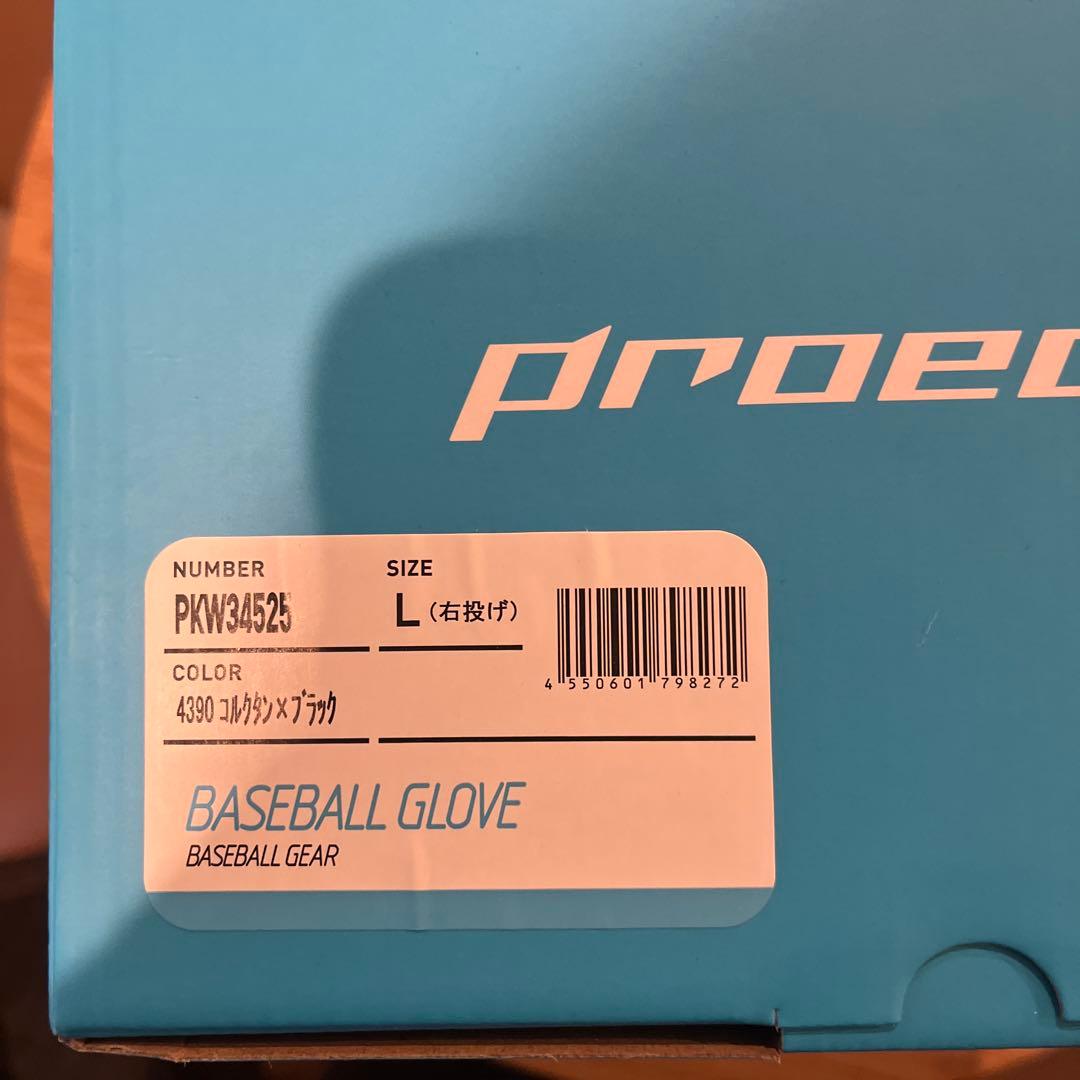 proe
NUMBER
SIZE
PKW34525
L（右投げ）
COLOR
4390 コルクタン×ブラック
4 550601 798272
BASEBALL GLOVE
BASEBALL GEAR